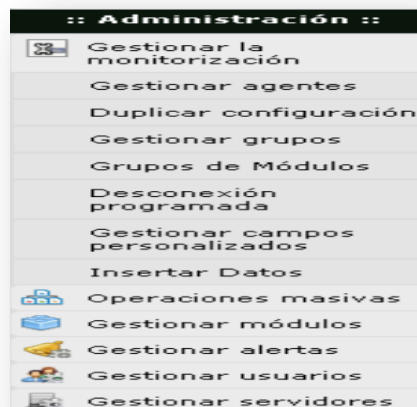 :: Administración ::
Gestionar la
monitorización
Gestionar agentes
Duplicar configuración
Gestionar grupos
Grupos de Módulos
Desconexión
programada
Gestionar campos
personalizados
Insertar Datos
Operaciones masivas
Gestionar módulos
Gestionar alertas
Gestionar usuarios
Gestionar servidores